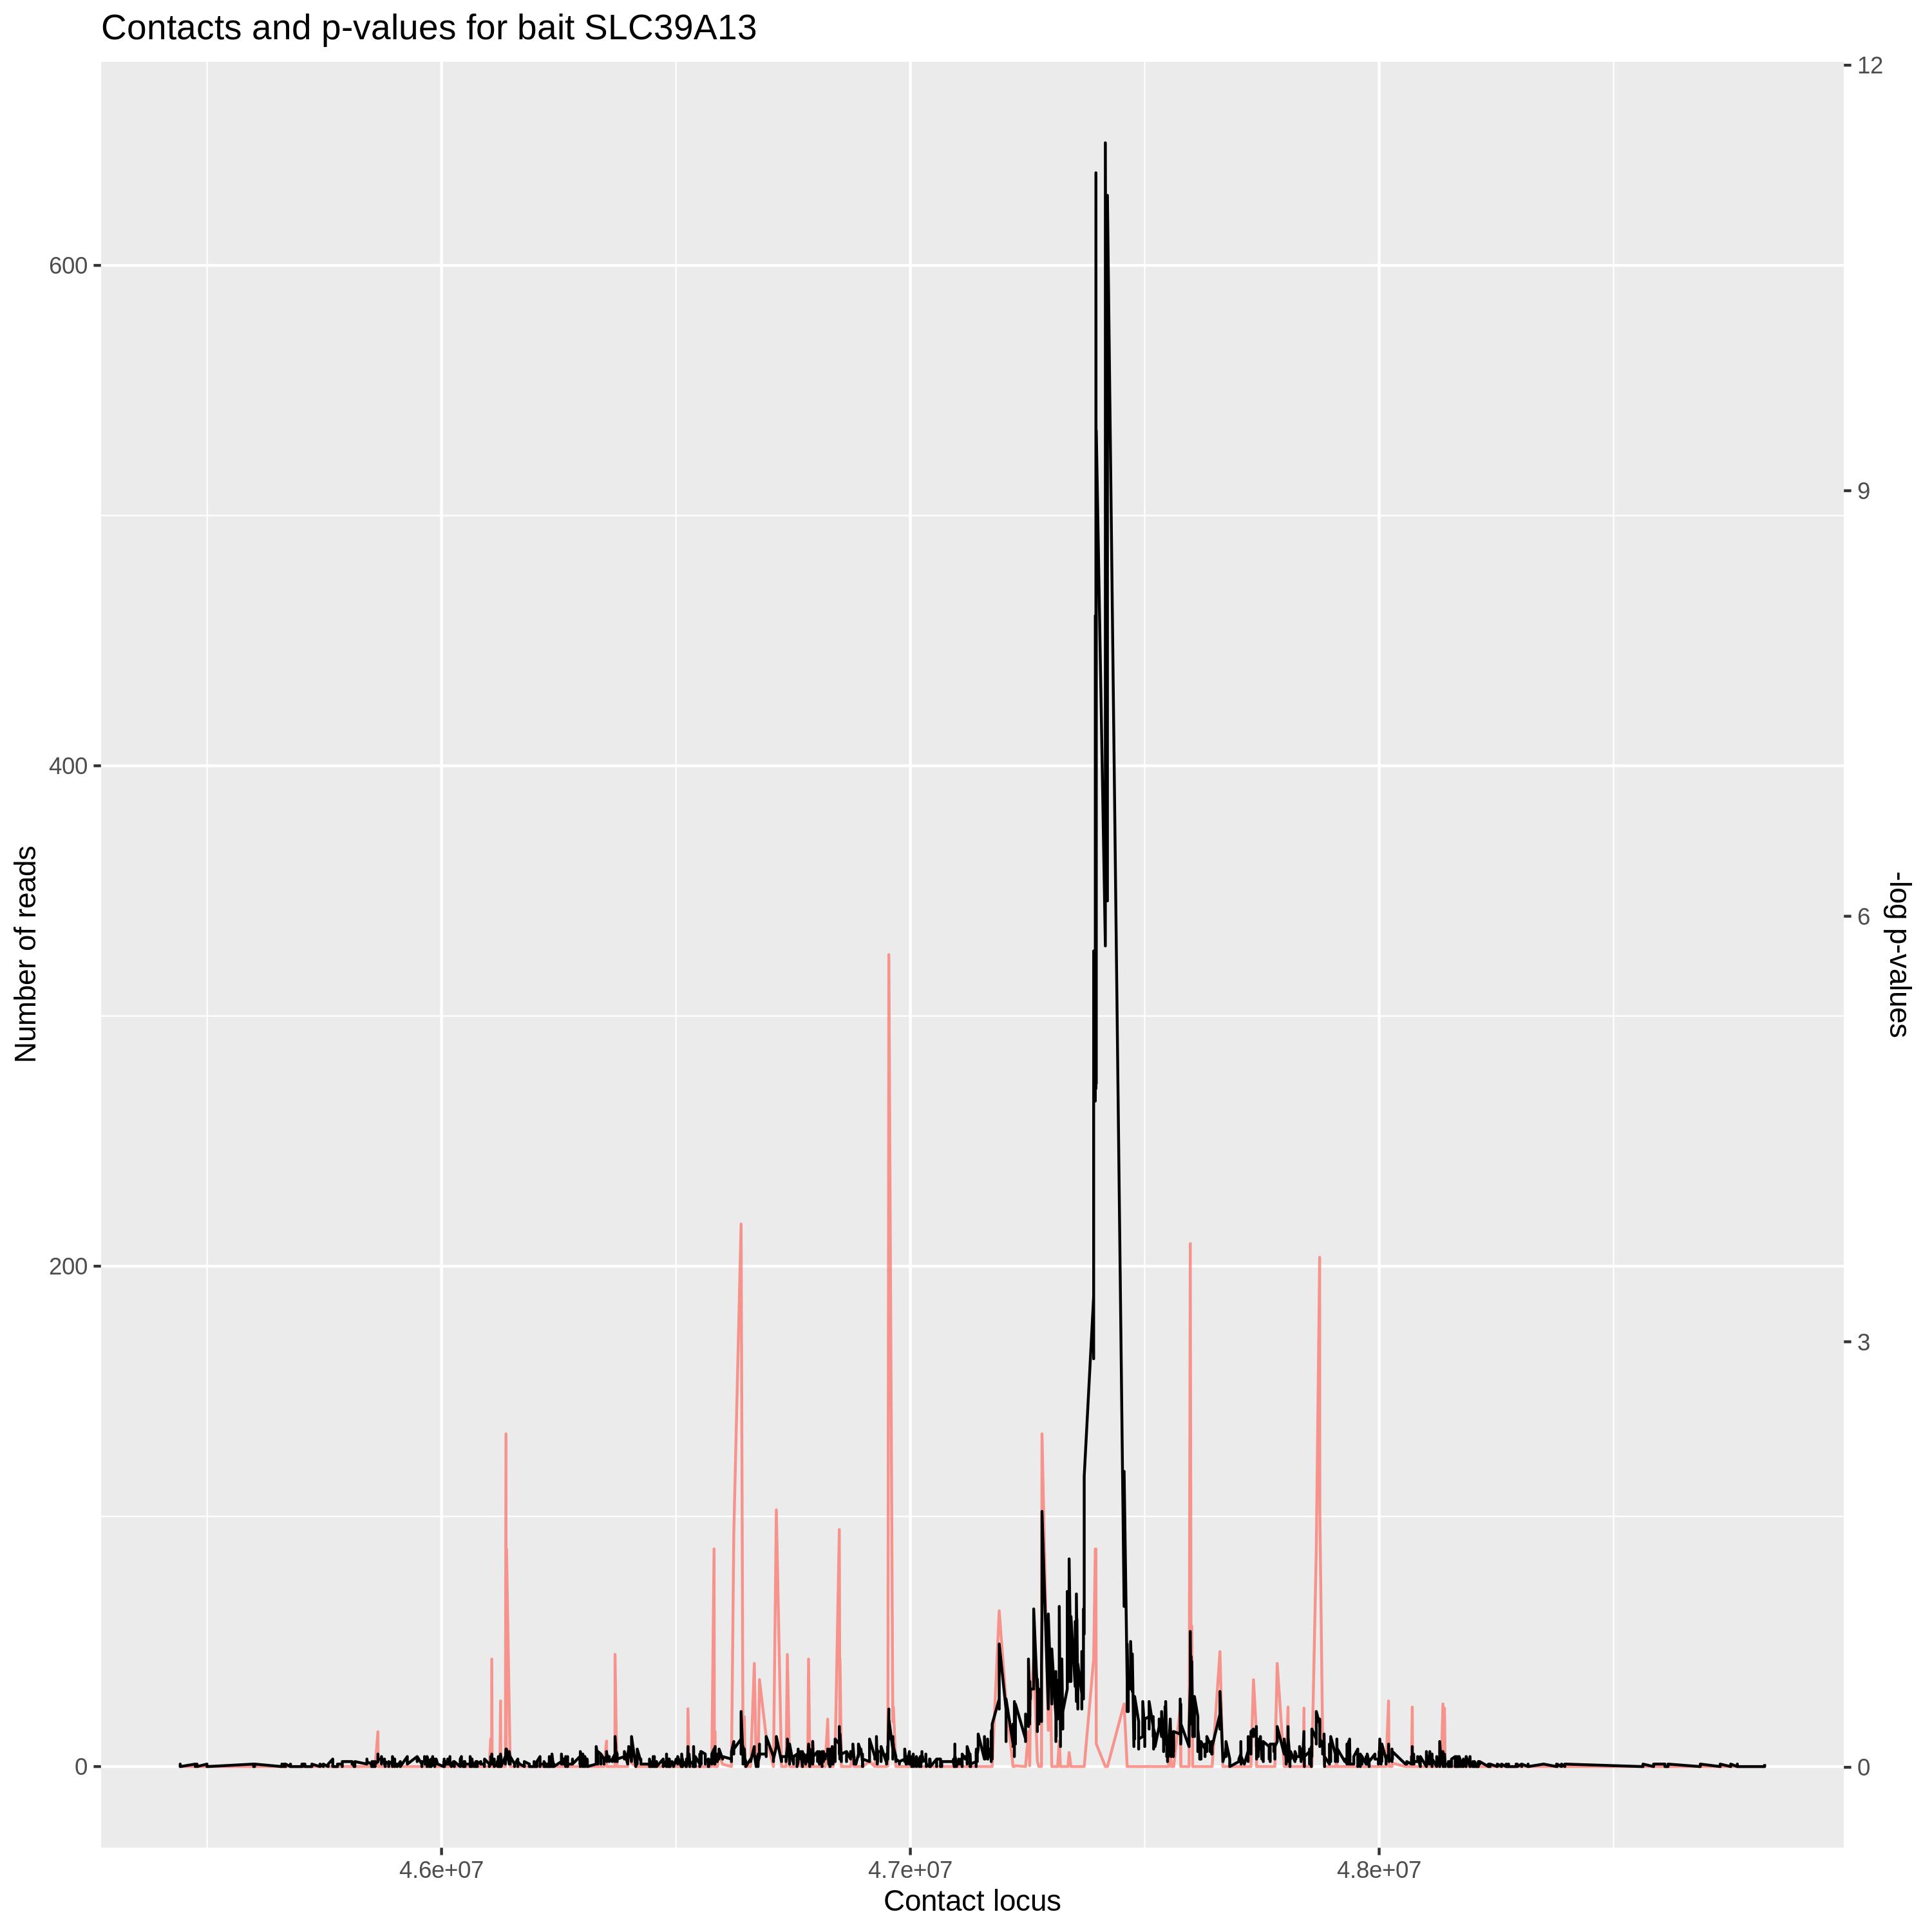 Contacts and p-values for bait SLC39A13
12
9
6
3
0
-log p-values
600
400
200
0
Number of reads
4.6e+07
4.7e+07
4.8e+07
Contact locus